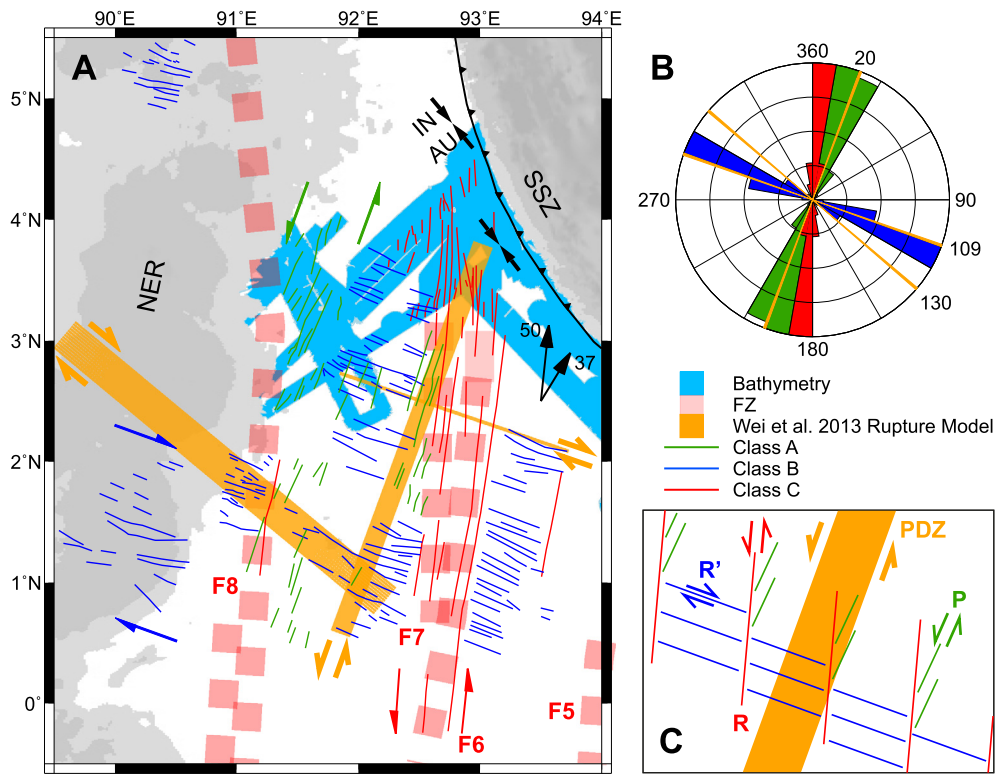 90°E
91°E
92°E
93°E
94°E
A
5°N
4°N
3°N
2°N
1°N
0°
IN
AU
SSZ
NER
50
37
F8
F7
F6
F5
B
360
20
90
109
130
180
270
Bathymetry
FZ
Wei et al. 2013 Rupture Model
Class A
Class B
Class C
PDZ
R'
P
R
C